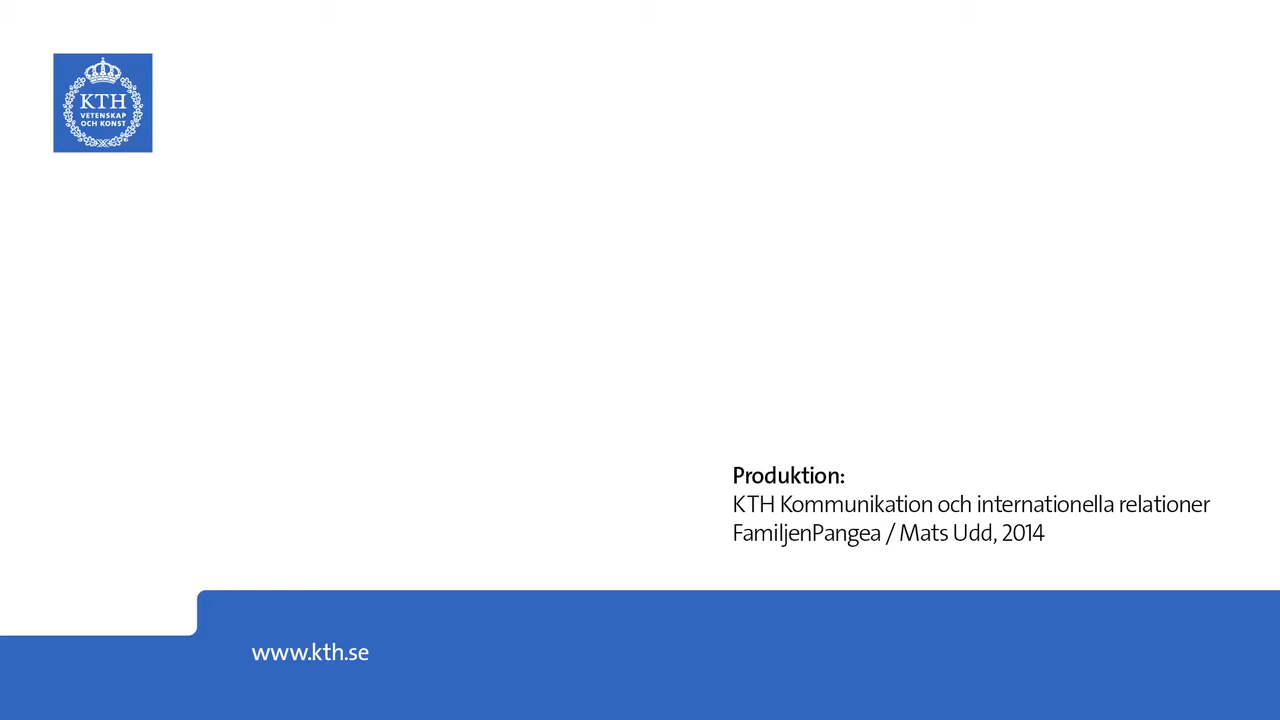 KTH
VETENSKAP
OCH KONST
Produktion:
KTH Kommunikation och internationella relationer
FamiljenPangea / Mats Udd, 2014
www.kth.se